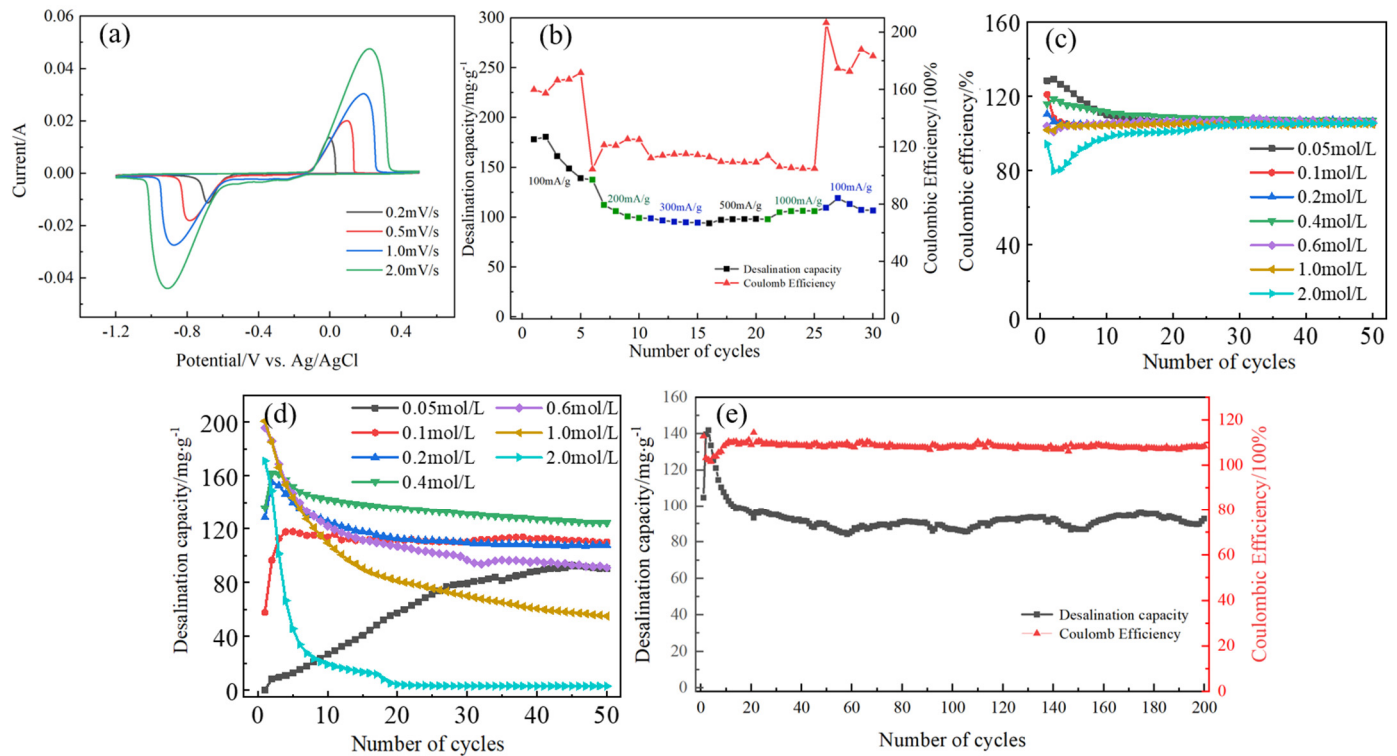 (a)
0.06
0.04
0.02
0.00
-0.02
-0.04
Current/A
0.2mV/s
0.5mV/s
1.0mV/s
2.0mV/s
-1.2
-0.8
-0.4
0.0
0.4
Potential/V vs. Ag/AgCl
(b)
300
250
200
150
100
50
0
Desalination capacity/mg·g⁻¹
100mA/g
200mA/g
300mA/g
500mA/g
1000mA/g
100mA/g
Desalination capacity
Coulomb Efficiency
200
160
120
80
40
0
Coulombic Efficiency/100%
0
5
10
15
20
25
30
Number of cycles
(c)
160
120
80
40
0
Coulombic efficiency/%
0.05mol/L
0.1mol/L
0.2mol/L
0.4mol/L
0.6mol/L
1.0mol/L
2.0mol/L
0
10
20
30
40
50
Number of cycles
(d)
200
160
120
80
40
0
Desalination capacity/mg·g⁻¹
0.05mol/L
0.1mol/L
0.2mol/L
0.4mol/L
0.6mol/L
1.0mol/L
2.0mol/L
0
10
20
30
40
50
Number of cycles
(e)
160
140
120
100
80
60
40
20
0
Desalination capacity/mg·g⁻¹
Desalination capacity
Coulomb Efficiency
110
100
80
60
40
20
0
Coulombic Efficiency/100%
0
20
40
60
80
100
120
140
160
180
200
Number of cycles